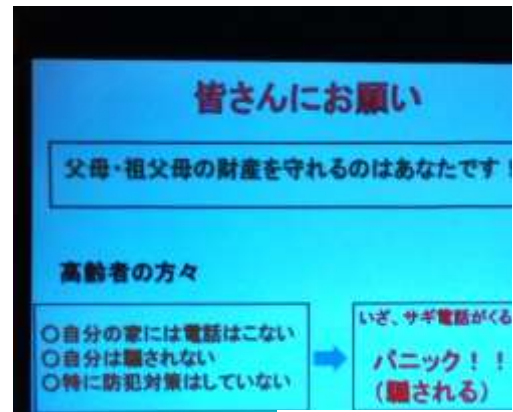 皆さんにお願い
父母・祖父母の財産を守れるのはあなたです！
高齢者の方々
○自分の家には電話はこない
○自分は騙されない
○特に防犯対策はしていない
いざ、サギ電話がくる
パニック！！
（騙される）